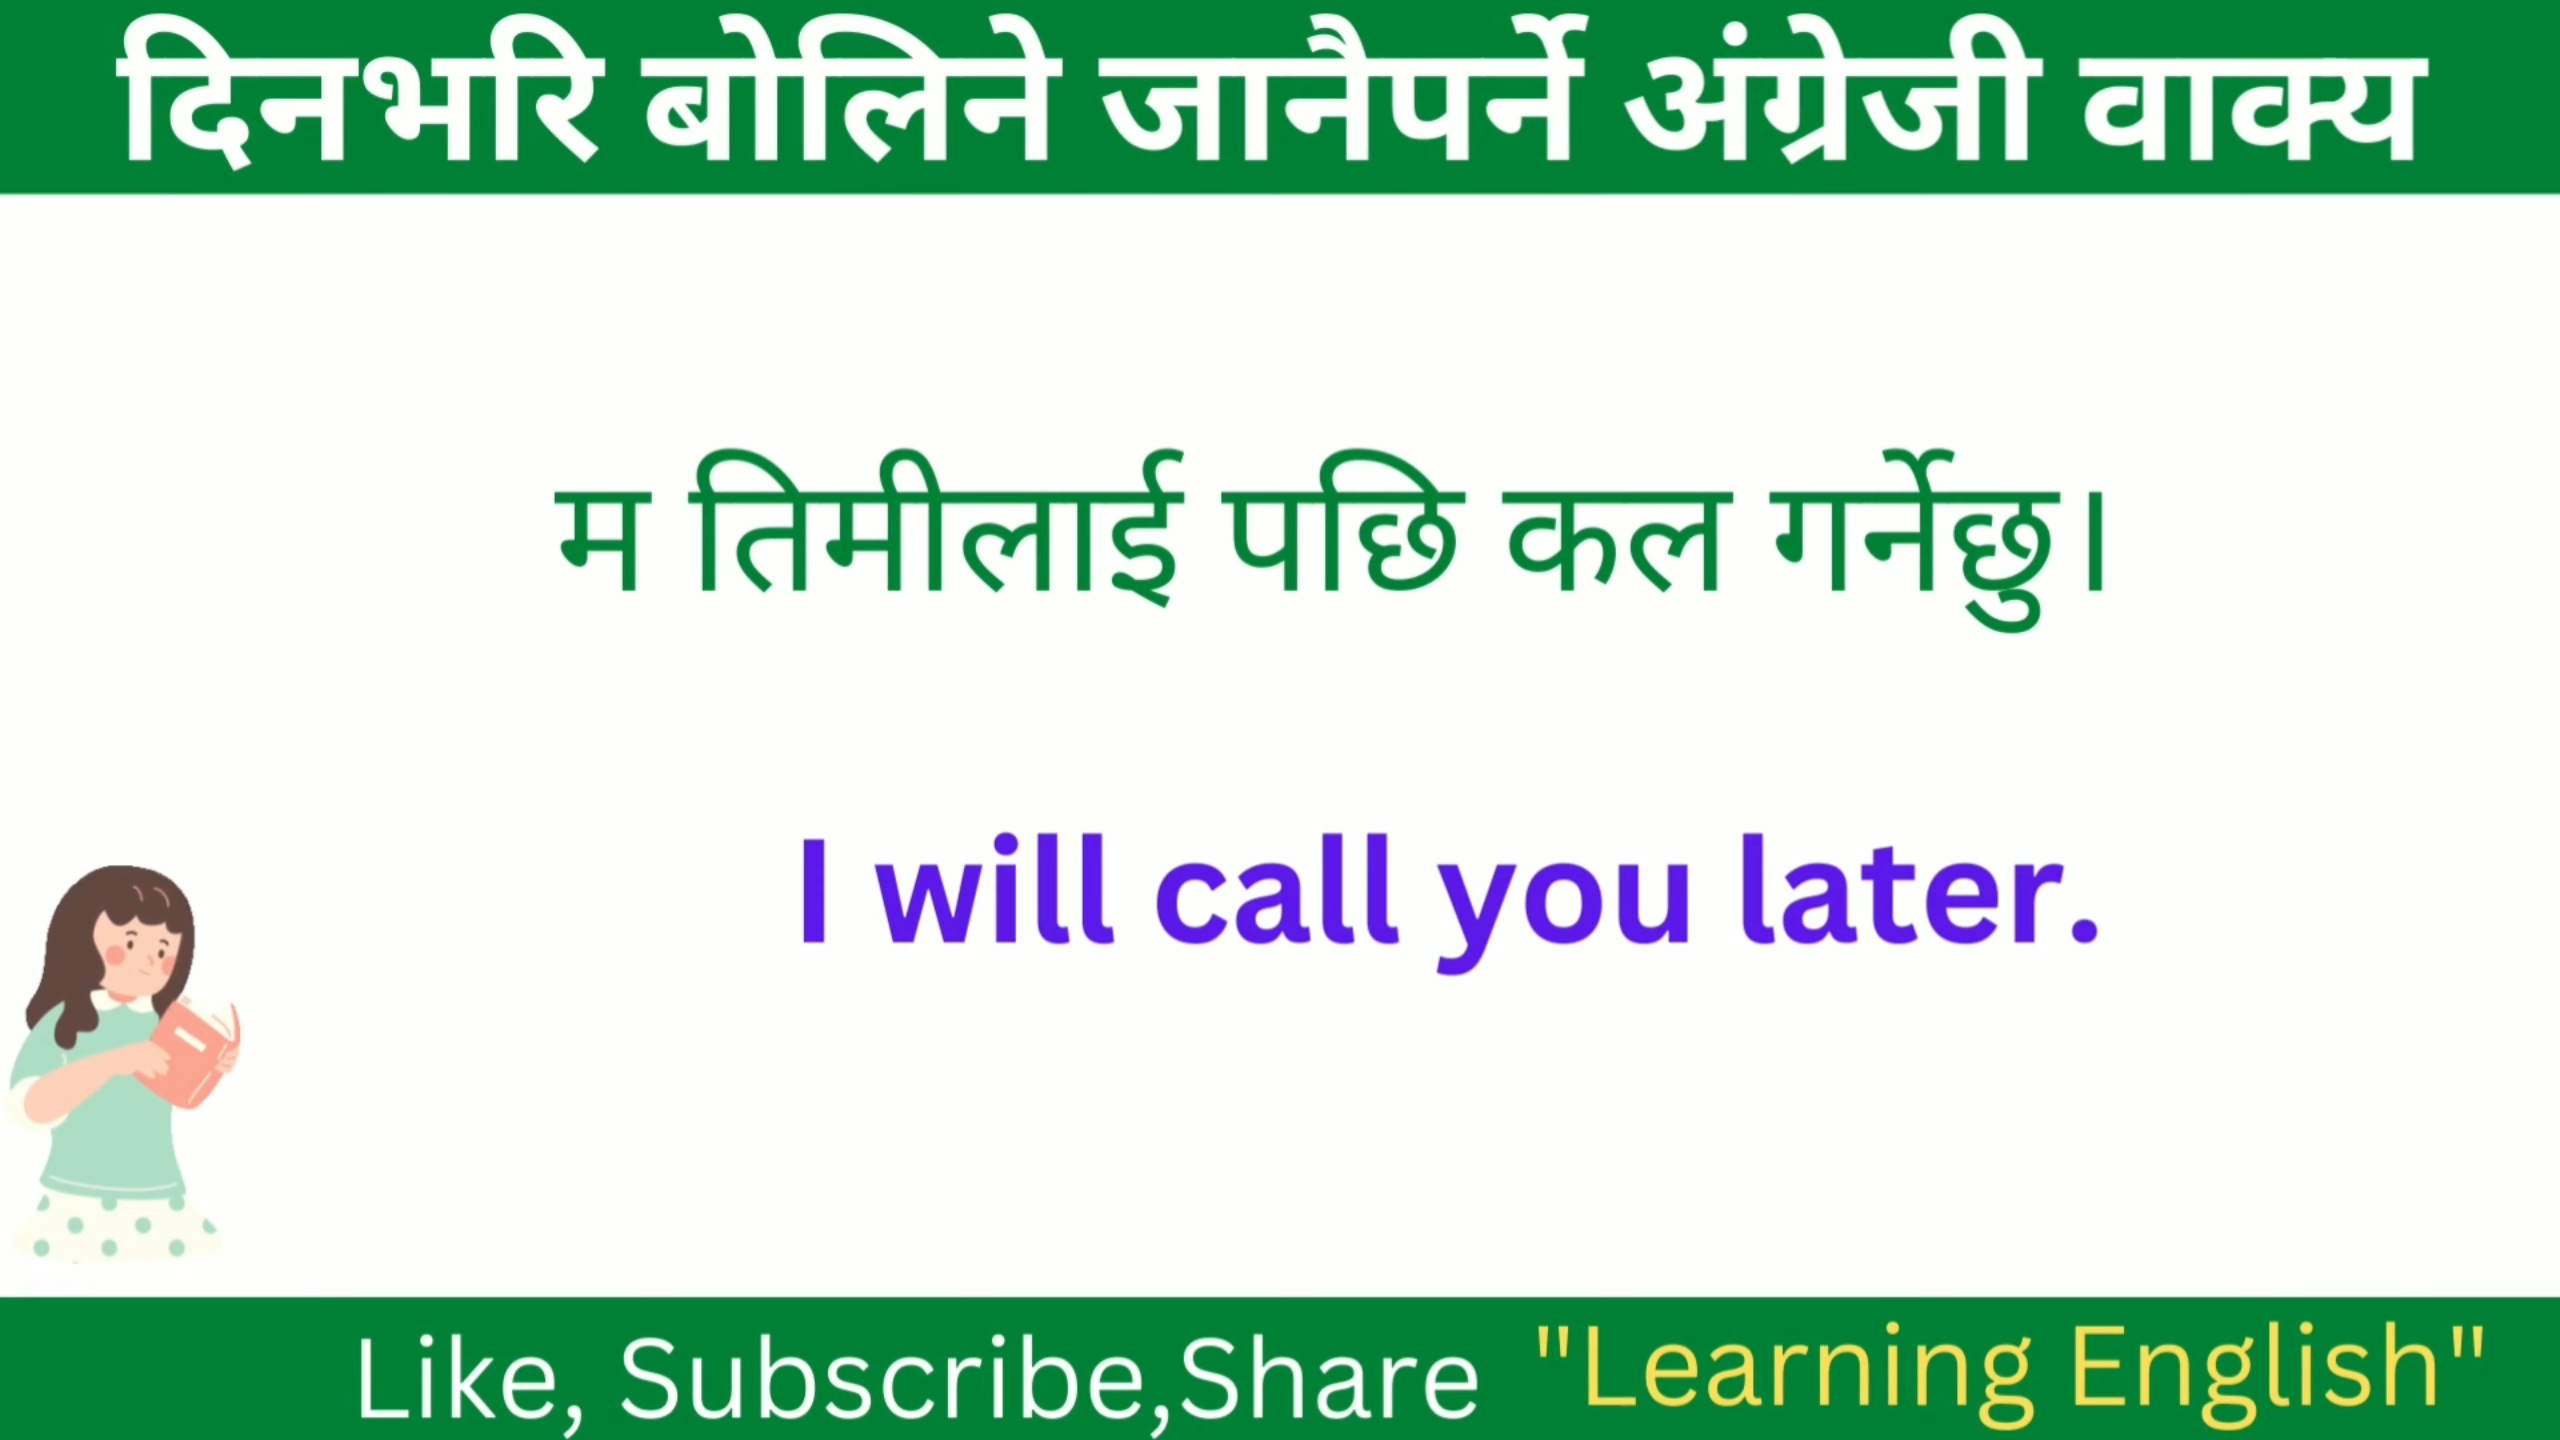 दिनभरि बोलिने जानैपर्ने अंग्रेजी वाक्य
म तिमीलाई पछि कल गर्नेछु।
I will call you later.
Like, Subscribe,Share "Learning English"